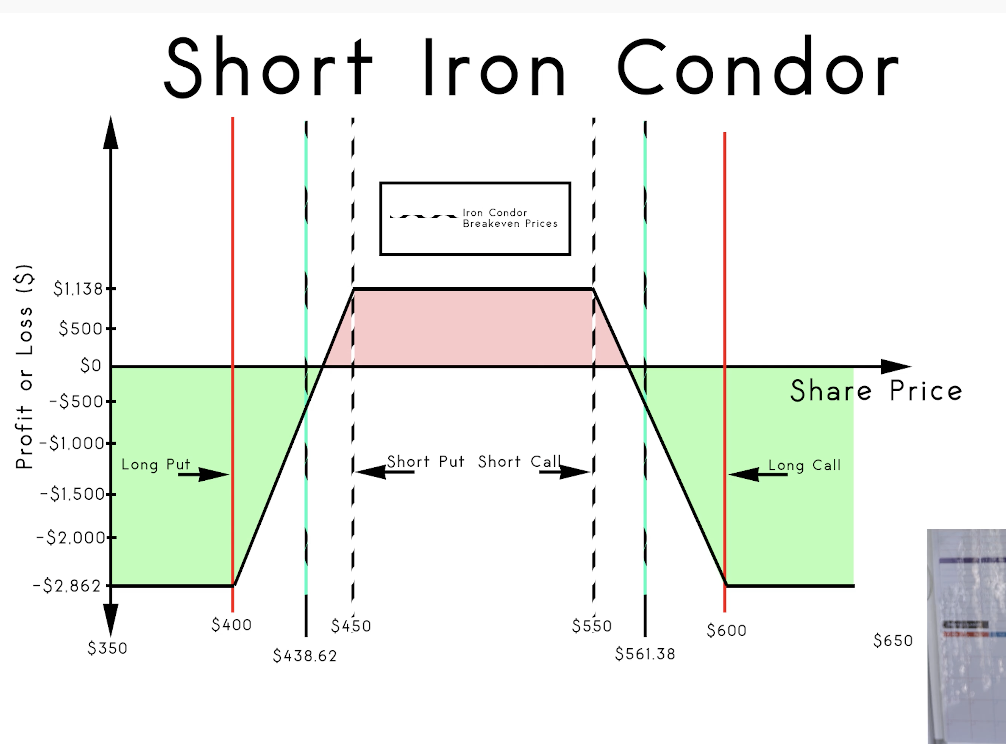 Short Iron Condor
Iron Condor
Breakeven Prices
Profit or Loss ($)
$1.138
$500
$0
-$500
-$1.000
-$1.500
-$2.000
-$2.862
Share Price
Long Put
Short Put
Short Call
Long Call
$350
$400
$438.62
$450
$550
$561.38
$600
$650